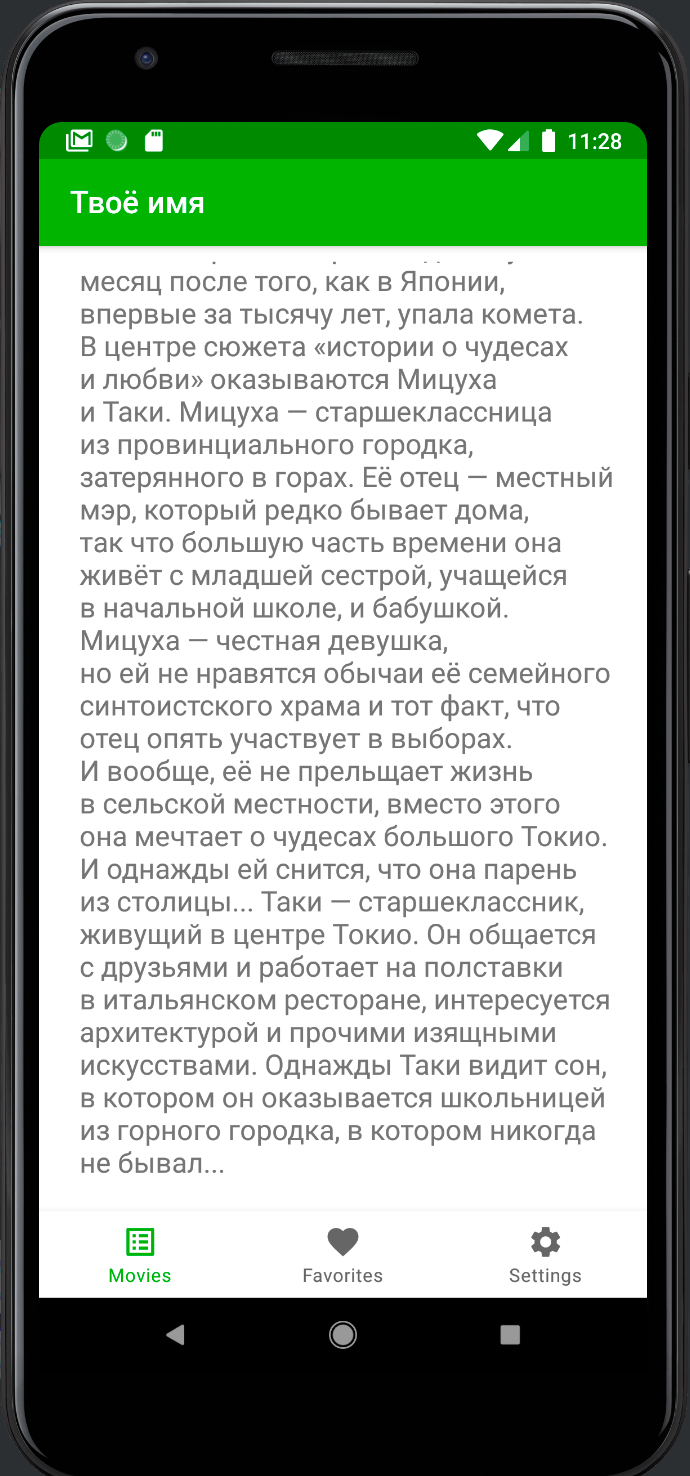 11:28
Твоё имя
месяц после того, как в Японии,
впервые за тысячу лет, упала комета.
В центре сюжета «истории о чудесах
и любви» оказываются Мицуха
и Таки. Мицуха — старшеклассница
из провинциального городка,
затерянного в горах. Её отец — местный
мэр, который редко бывает дома,
так что большую часть времени она
живёт с младшей сестрой, учащейся
в начальной школе, и бабушкой.
Мицуха — честная девушка,
но ей не нравятся обычаи её семейного
синтоистского храма и тот факт, что
отец опять участвует в выборах.
И вообще, её не прельщает жизнь
в сельской местности, вместо этого
она мечтает о чудесах большого Токио.
И однажды ей снится, что она парень
из столицы... Таки — старшеклассник,
живущий в центре Токио. Он общается
с друзьями и работает на полставки
в итальянском ресторане, интересуется
архитектурой и прочими изящными
искусствами. Однажды Таки видит сон,
в котором он оказывается школьницей
из горного городка, в котором никогда
не бывал...
Movies
Favorites
Settings